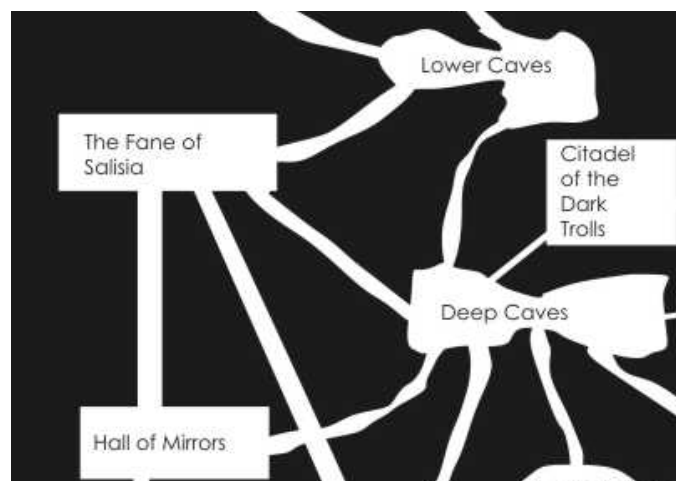 Lower Caves
The Fane of
Salisia
Citadel
of the
Dark
Trolls
Deep Caves
Hall of Mirrors